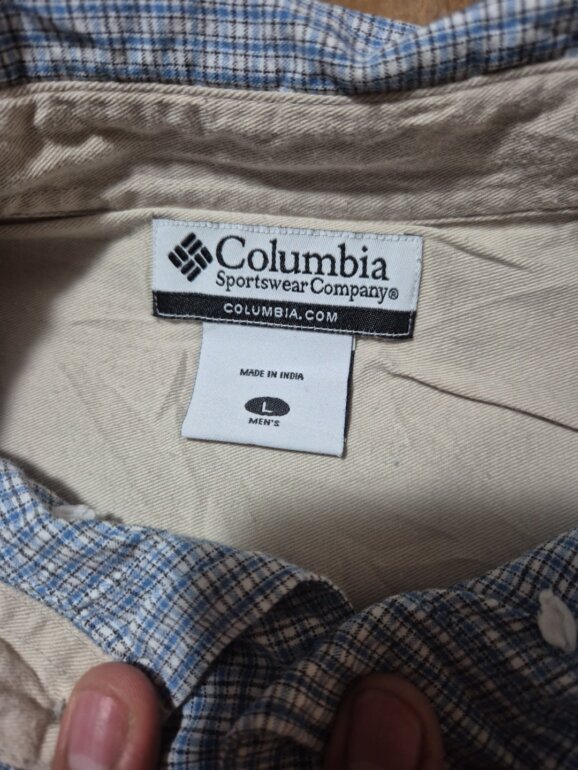 Columbia
Sportswear Company®
COLUMBIA.COM
MADE IN INDIA
L
MEN'S